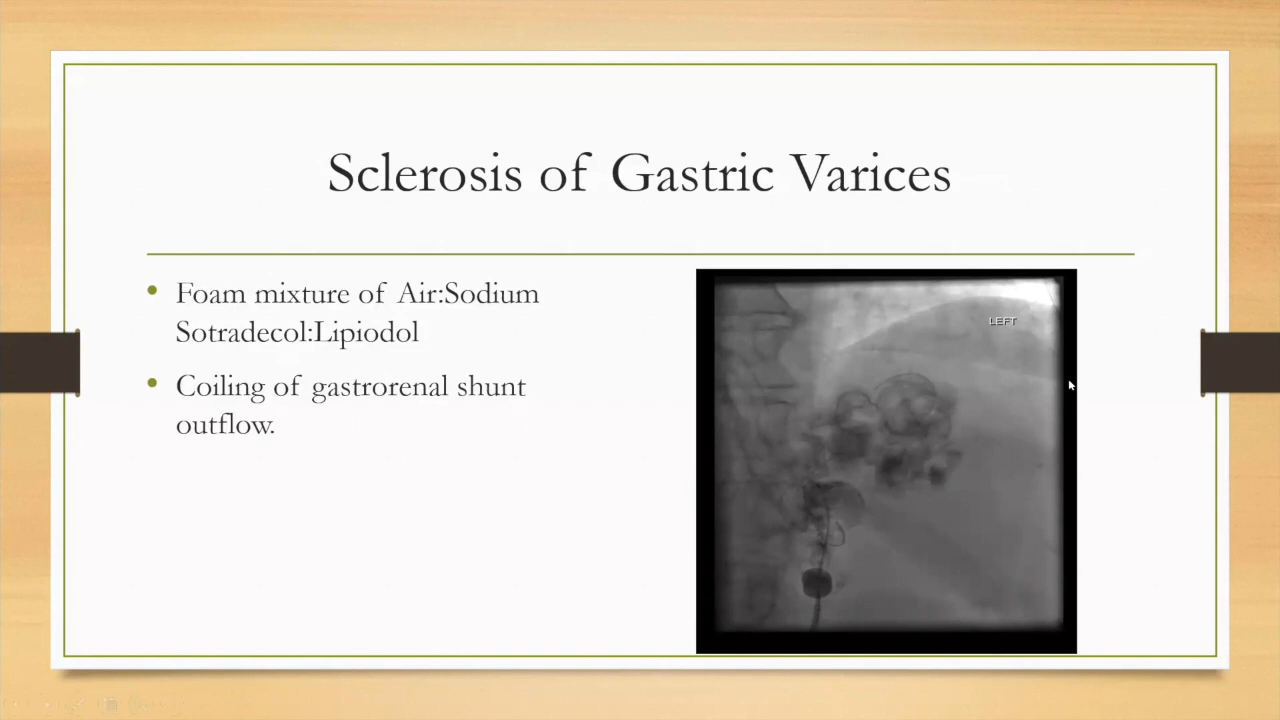 Sclerosis of Gastric Varices
• Foam mixture of Air:Sodium
Sotradecol:Lipiodol
• Coiling of gastrorenal shunt
outflow.
LEFT